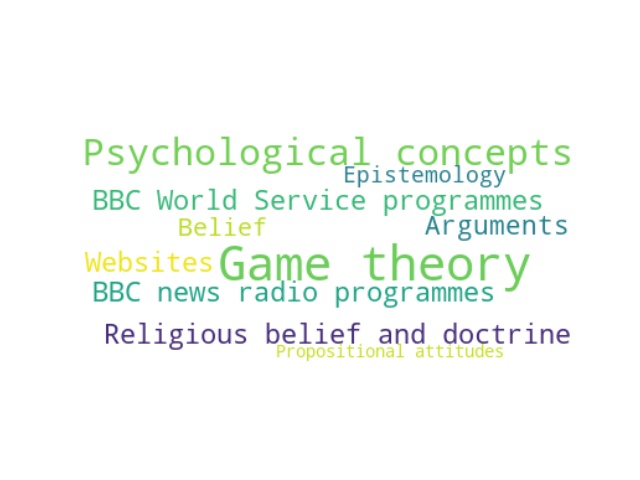 Psychological concepts
Epistemology
BBC World Service programmes
Belief
Arguments
Websites
Game theory
BBC news radio programmes
Religious belief and doctrine
Propositional attitudes